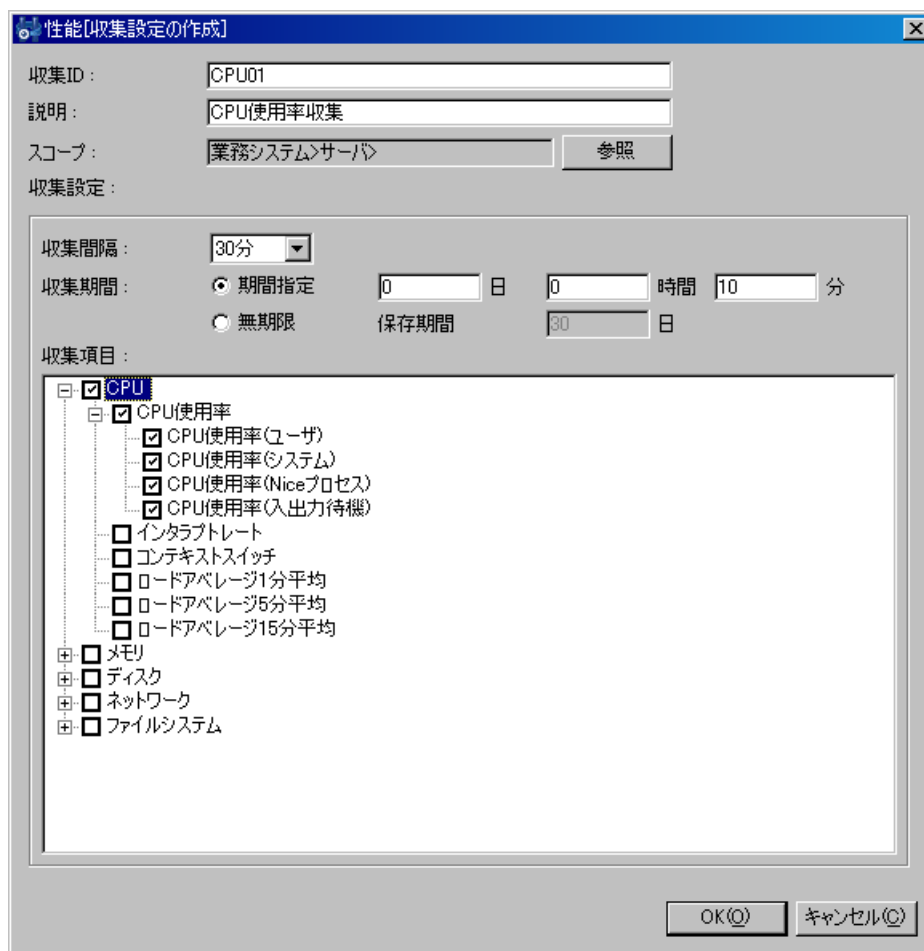 性能[収集設定の作成]
収集ID : CPU01
説明 : CPU使用率収集
スコープ : 業務システム>サーバ> 参照
収集設定 :
収集間隔 : 30分
収集期間 : 期間指定 0 日 0 時間 10 分
無期限 保存期間 30 日
収集項目 :
CPU
CPU使用率
CPU使用率(ユーザ)
CPU使用率(システム)
CPU使用率(Niceプロセス)
CPU使用率(入出力待機)
インタラプトレート
コンテキストスイッチ
ロードアベレージ1分平均
ロードアベレージ5分平均
ロードアベレージ15分平均
メモリ
ディスク
ネットワーク
ファイルシステム
OK(O) キャンセル(C)